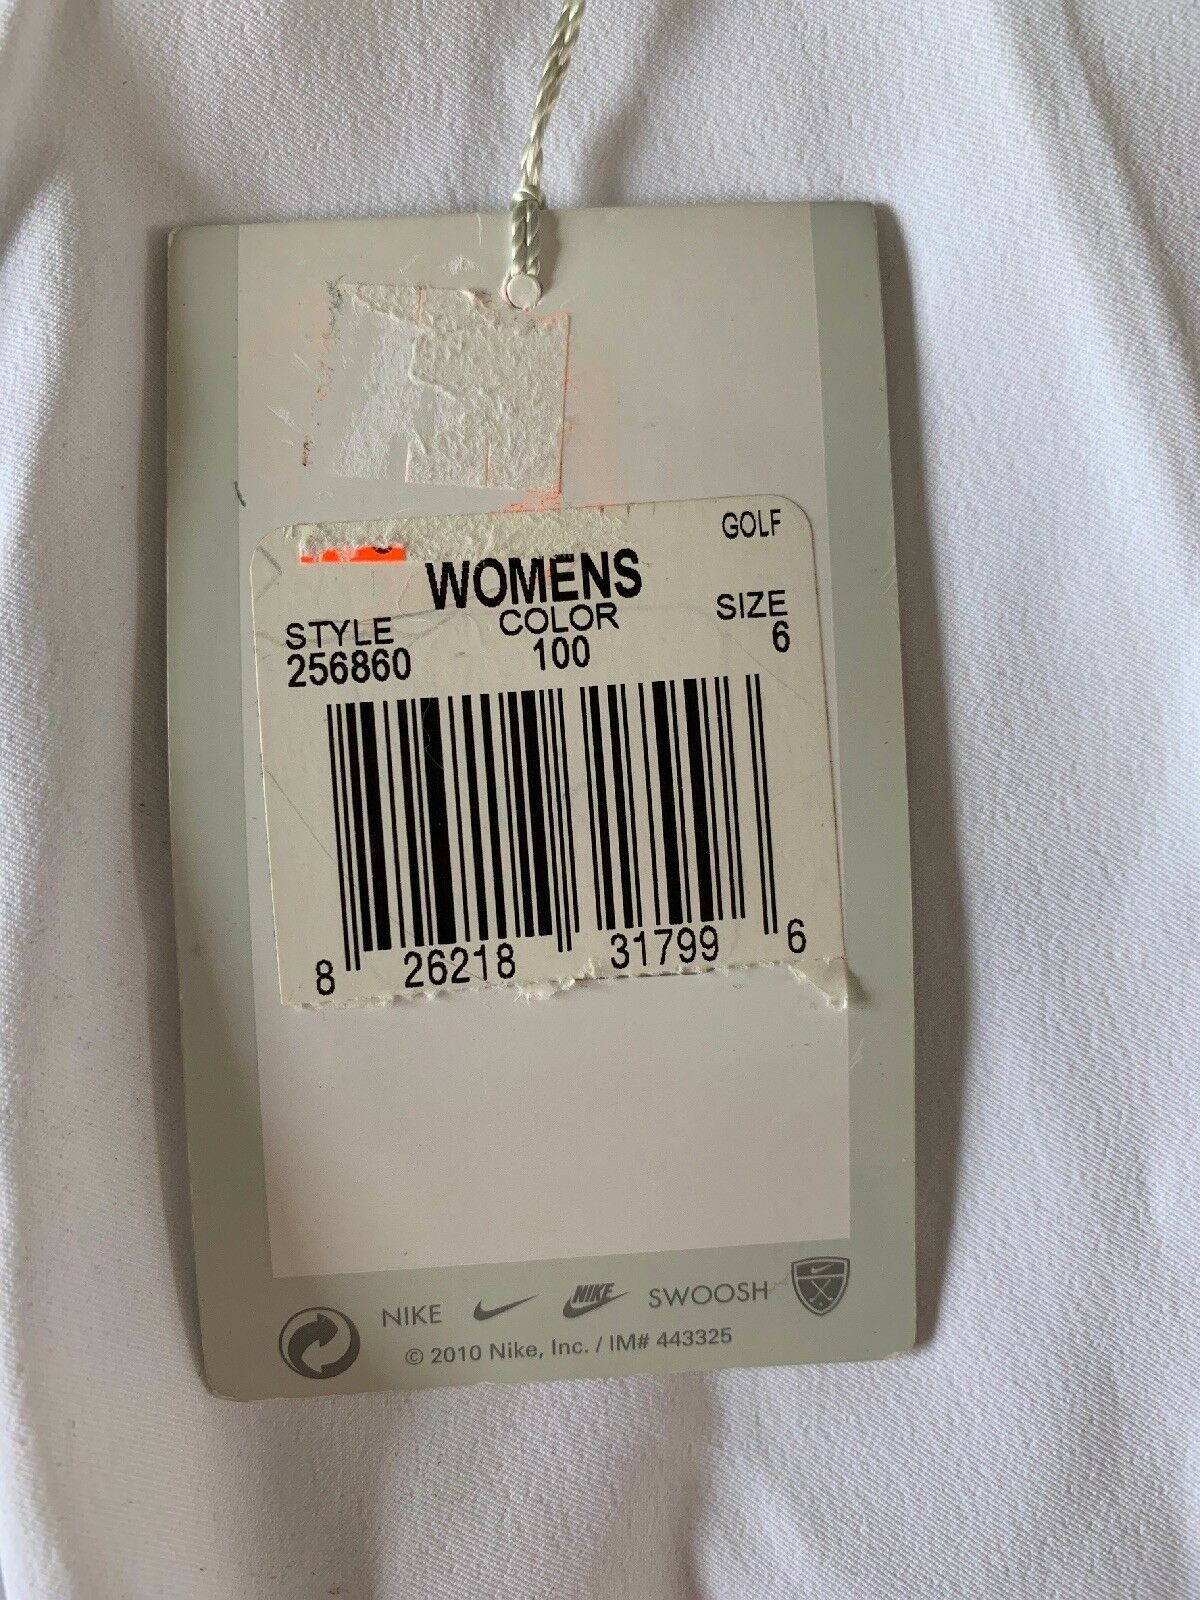 GOLF
WOMENS
STYLE COLOR SIZE
256860 100 6
8 26218 31799 6
NIKE NIKE SWOOSH
© 2010 Nike, Inc. / IM# 443325